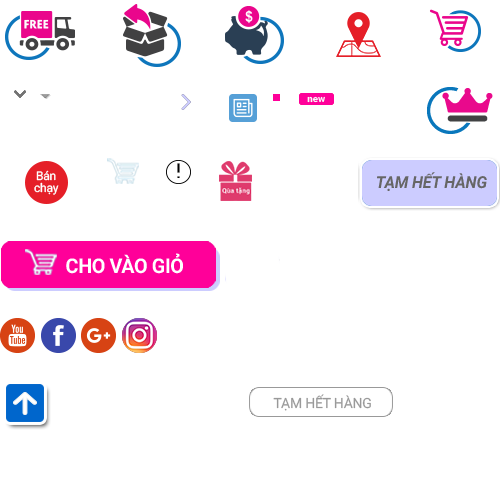 FREE
$
new
Bán
chạy
Qùa tặng
TẠM HẾT HÀNG
CHO VÀO GIỎ
You
Tube
f
G+
TẠM HẾT HÀNG